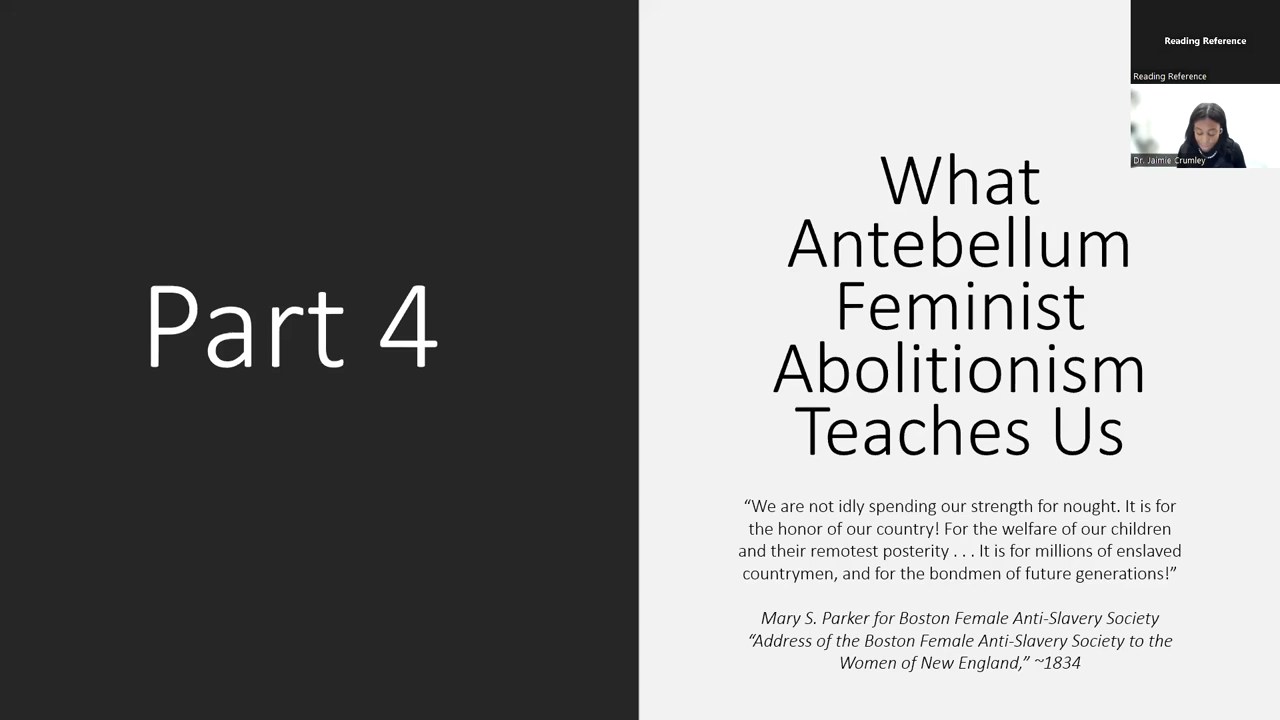 Part 4
What
Antebellum
Feminist
Abolitionism
Teaches Us
“We are not idly spending our strength for nought. It is for
the honor of our country! For the welfare of our children
and their remotest posterity . . . It is for millions of enslaved
countrymen, and for the bondmen of future generations!”
Mary S. Parker for Boston Female Anti-Slavery Society
“Address of the Boston Female Anti-Slavery Society to the
Women of New England,” ~1834
Reading Reference
Reading Reference
Dr. Jaimie Crumley